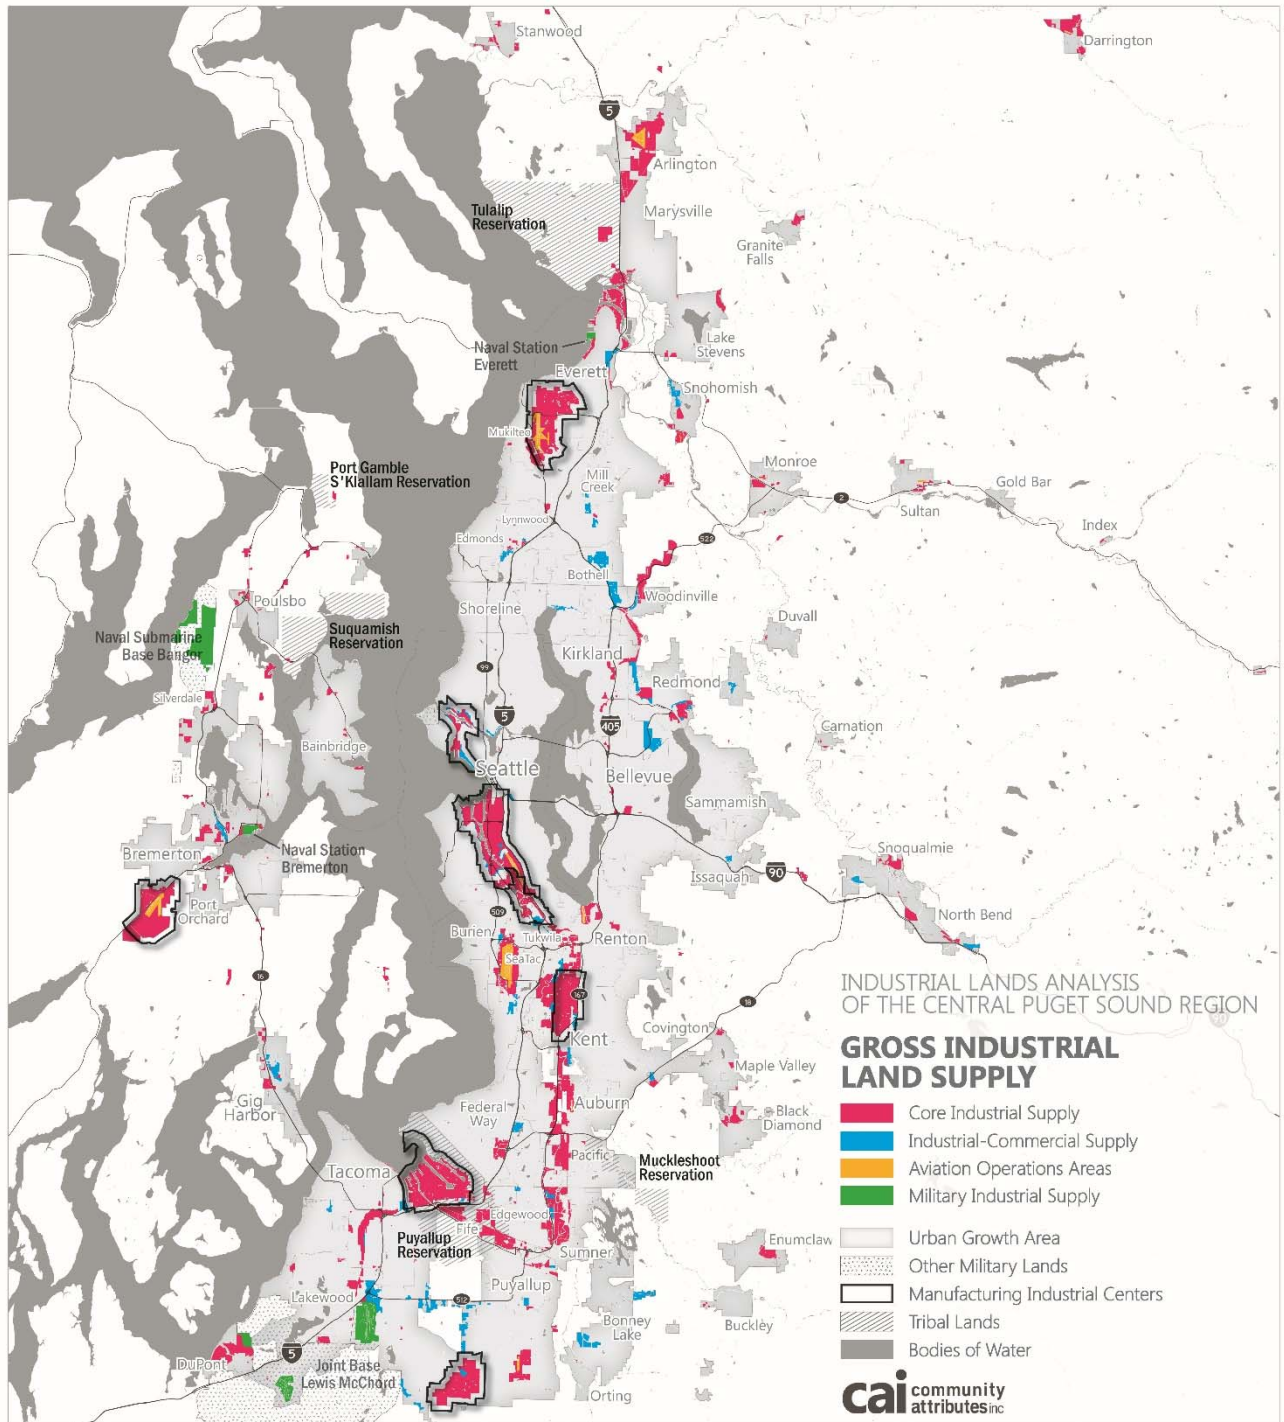 Stanwood
Darrington
5
Arlington
Tulalip
Reservation
Marysville
Granite
Falls
Naval Station
Everett
Lake
Stevens
Everett
Snohomish
Mukilteo
Port Gamble
S'Klallam Reservation
Monroe
Mill
Creek
Gold Bar
2
Sultan
Lynnwood
Index
Edmonds
522
Bothell
Woodinville
Poulsbo
Shoreline
Duvall
Suquamish
Reservation
Naval Submarine
Base Bangor
Kirkland
99
Redmond
Silverdale
5
405
Carnation
Bainbridge
Seattle
Bellevue
Sammamish
Naval Station
Bremerton
Bremerton
Snoqualmie
Issaquah
90
Port
Orchard
509
North Bend
Burien
Tukwila
Renton
SeaTac
16
167
18
INDUSTRIAL LANDS ANALYSIS
OF THE CENTRAL PUGET SOUND REGION
Covington
Kent
GROSS INDUSTRIAL
LAND SUPPLY
Maple Valley
Gig
Harbor
Federal
Way
Auburn
Black
Diamond
Core Industrial Supply
Industrial-Commercial Supply
Aviation Operations Areas
Military Industrial Supply
Pacific
Muckleshoot
Reservation
Tacoma
Edgewood
Fife
Puyallup
Reservation
Enumclaw
Sumner
Urban Growth Area
Other Military Lands
Manufacturing Industrial Centers
Tribal Lands
Bodies of Water
Puyallup
Lakewood
512
Bonney
Lake
Buckley
5
DuPont
Joint Base
Lewis McChord
Orting
cai community
attributes inc